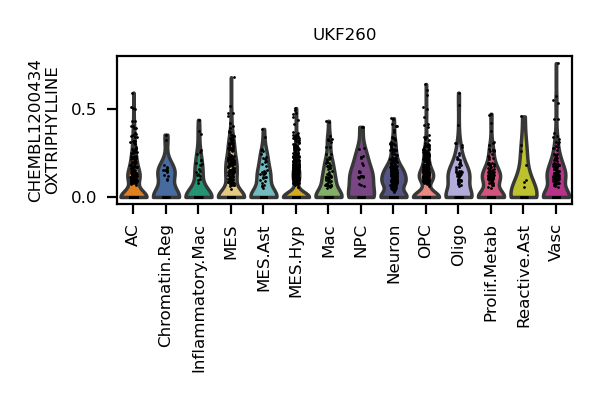 UKF260
CHEMBL1200434
OXTRIPHYLLINE
0.5
0.0
AC
Chromatin.Reg
Inflammatory.Mac
MES
MES.Ast
MES.Hyp
Mac
NPC
Neuron
OPC
Oligo
Prolif.Metab
Reactive.Ast
Vasc